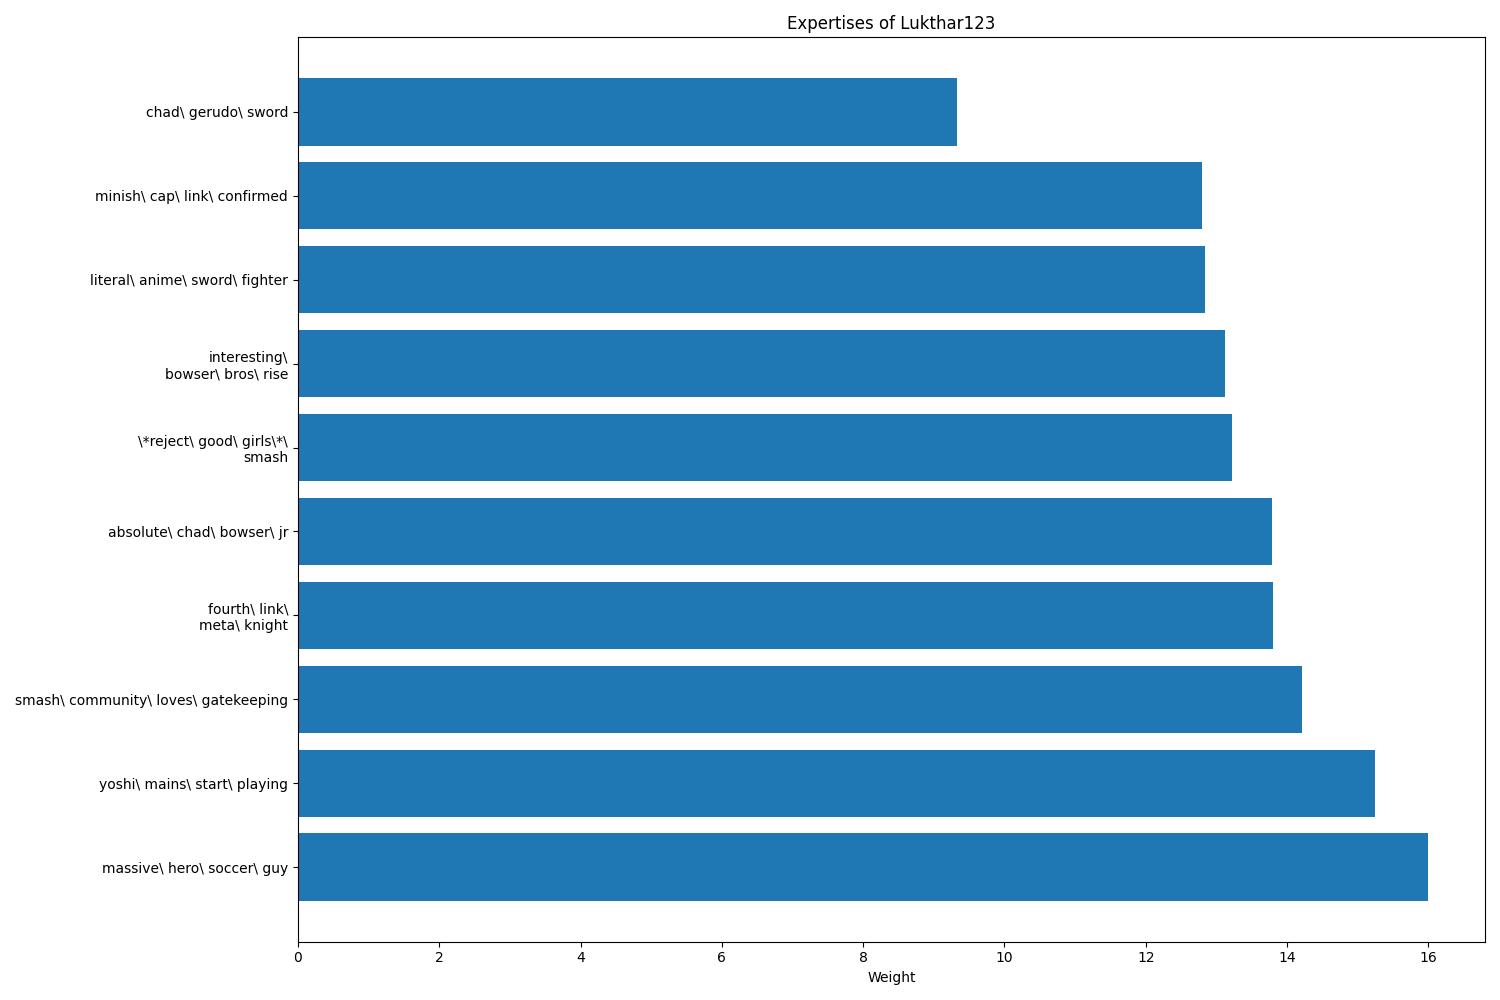 Expertises of Lukthar123
chad\ gerudo\ sword
minish\ cap\ link\ confirmed
literal\ anime\ sword\ fighter
interesting\
bowser\ bros\ rise
\*reject\ good\ girls\*\
smash
absolute\ chad\ bowser\ jr
fourth\ link\
meta\ knight
smash\ community\ loves\ gatekeeping
yoshi\ mains\ start\ playing
massive\ hero\ soccer\ guy
0 2 4 6 8 10 12 14 16
Weight